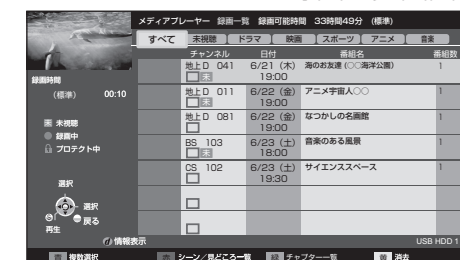 メディアプレーヤー 録画一覧 録画可能時間 33時間49分 (標準)
すべて 未視聴 ドラマ 映画 スポーツ アニメ 音楽
チャンネル 日付 番組名 番組数
地上D 041 6/21 (木) 海のお友達 (○○海洋公園) 1
未 19:00
地上D 011 6/22 (金) アニメ宇宙人○○ 1
未 19:00
地上D 081 6/22 (金) なつかしの名画館 1
19:00
BS 103 6/23 (土) 音楽のある風景 1
未 18:00
CS 102 6/23 (土) サイエンススペース 1
19:30
録画時間
(標準) 00:10
未 未視聴
録画中
プロテクト中
選択
選択
戻る
再生
情報表示 USB HDD 1
青 複数選択 赤 シーン/見どころ一覧 緑 チャプター一覧 黄 消去